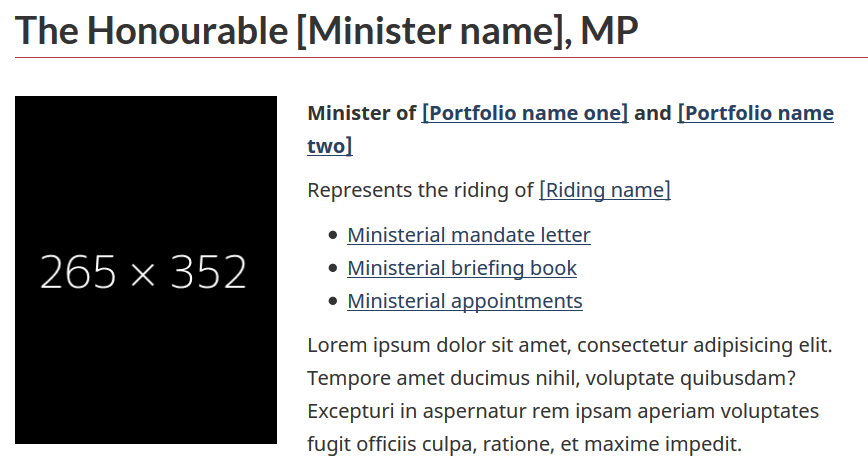 The Honourable [Minister name], MP
265 × 352
Minister of [Portfolio name one] and [Portfolio name
two]
Represents the riding of [Riding name]
• Ministerial mandate letter
• Ministerial briefing book
• Ministerial appointments
Lorem ipsum dolor sit amet, consectetur adipisicing elit.
Tempore amet ducimus nihil, voluptate quibusdam?
Excepturi in aspernatur rem ipsam aperiam voluptates
fugit officiis culpa, ratione, et maxime impedit.